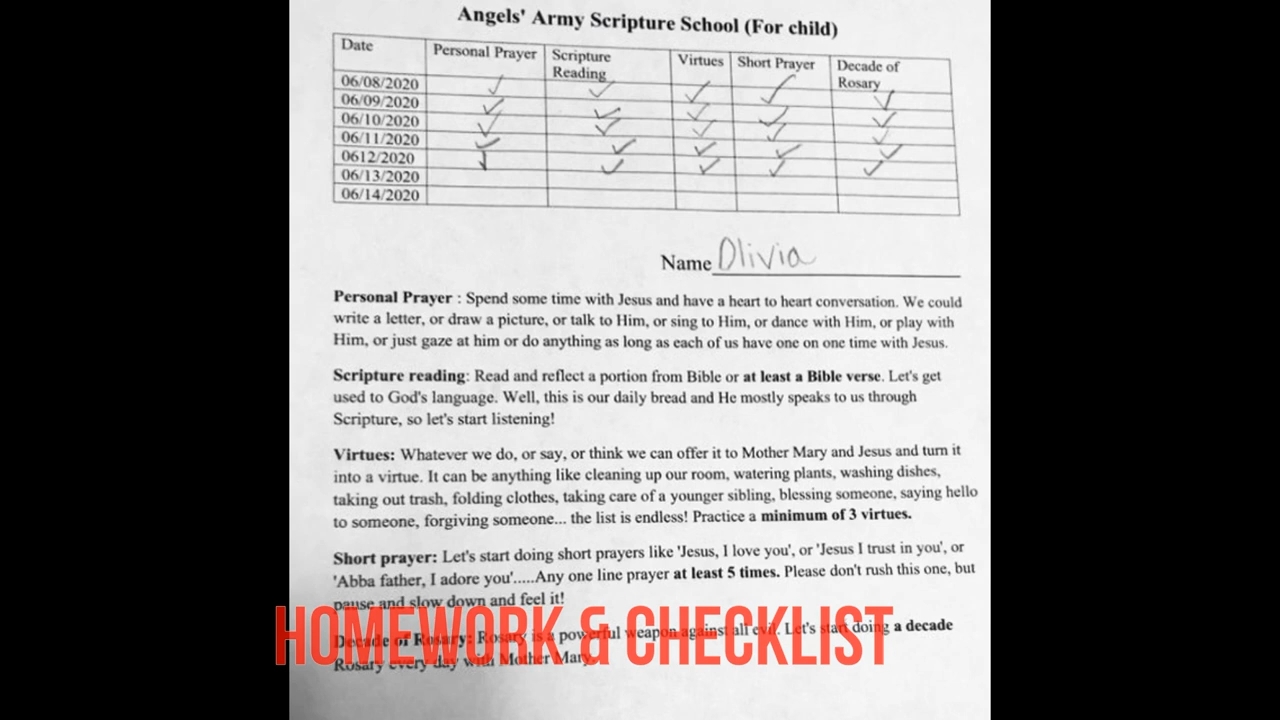 Angels' Army Scripture School (For child)
Date Personal Prayer Scripture Reading Virtues Short Prayer Decade of Rosary
06/08/2020 ✓ ✓ ✓ ✓ ✓
06/09/2020 ✓ ✓ ✓ ✓ ✓
06/10/2020 ✓ ✓ ✓ ✓ ✓
06/11/2020 ✓ ✓ ✓ ✓ ✓
0612/2020 ✓ ✓ ✓ ✓ ✓
06/13/2020
06/14/2020
Name Olivia
Personal Prayer : Spend some time with Jesus and have a heart to heart conversation. We could
write a letter, or draw a picture, or talk to Him, or sing to Him, or dance with Him, or play with
Him, or just gaze at him or do anything as long as each of us have one on one time with Jesus.
Scripture reading: Read and reflect a portion from Bible or at least a Bible verse. Let's get
used to God's language. Well, this is our daily bread and He mostly speaks to us through
Scripture, so let's start listening!
Virtues: Whatever we do, or say, or think we can offer it to Mother Mary and Jesus and turn it
into a virtue. It can be anything like cleaning up our room, watering plants, washing dishes,
taking out trash, folding clothes, taking care of a younger sibling, blessing someone, saying hello
to someone, forgiving someone... the list is endless! Practice a minimum of 3 virtues.
Short prayer: Let's start doing short prayers like 'Jesus, I love you', or 'Jesus I trust in you', or
'Abba father, I adore you'.....Any one line prayer at least 5 times. Please don't rush this one, but
pause and slow down and feel it!
HOMEWORK & CHECKLIST
Decade of Rosary: Rosary is a powerful weapon against all evil. Let's start doing a decade
Rosary every day with Mother Mary.